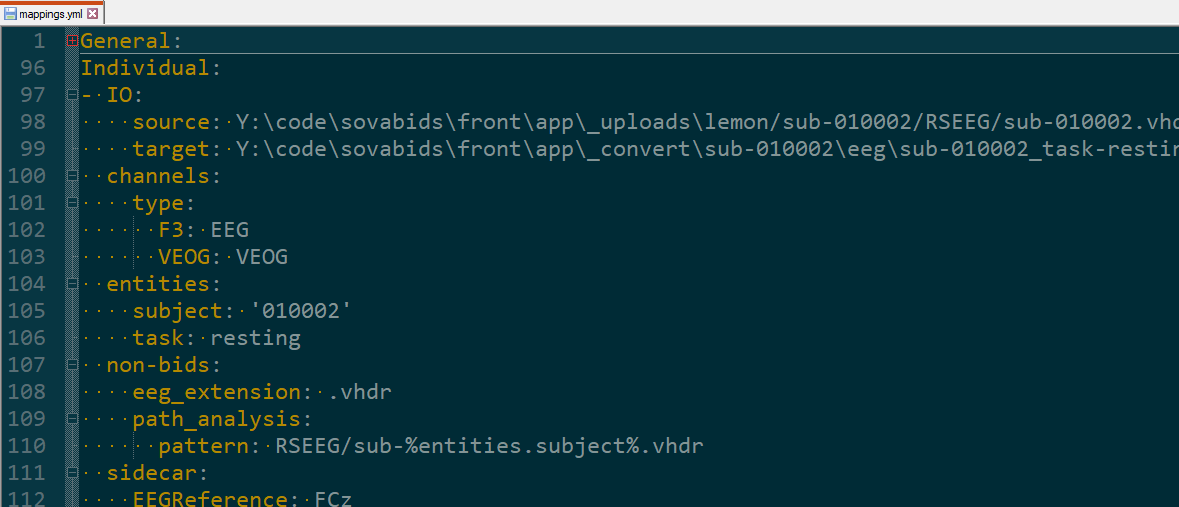 mappings.yml
1 General:
96 Individual:
97 - IO:
98 source: Y:\code\sovabids\front\app\_uploads\lemon/sub-010002/RSEEG/sub-010002.vhd
99 target: Y:\code\sovabids\front\app\_convert\sub-010002\eeg\sub-010002_task-restin
100 channels:
101 type:
102 F3: EEG
103 VEOG: VEOG
104 entities:
105 subject: '010002'
106 task: resting
107 non-bids:
108 eeg_extension: .vhdr
109 path_analysis:
110 pattern: RSEEG/sub-%entities.subject%.vhdr
111 sidecar:
112 EEGReference: FCz